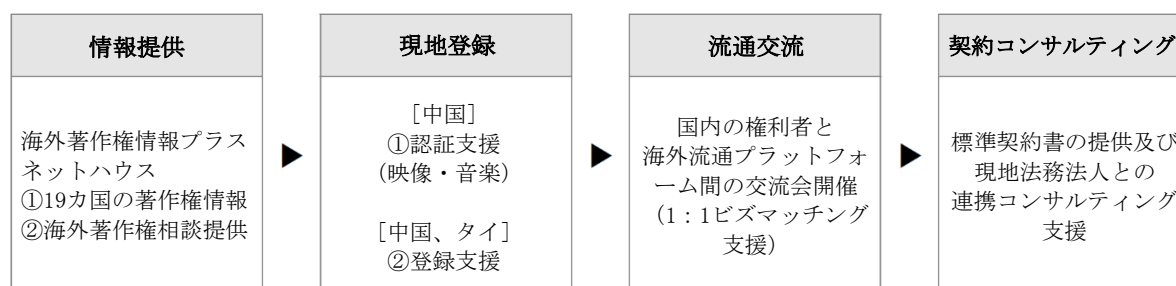 情報提供
海外著作権情報プラス
ネットハウス
①19カ国の著作権情報
②海外著作権相談提供
現地登録
[中国]
①認証支援
(映像・音楽)
[中国、タイ]
②登録支援
流通交流
国内の権利者と
海外流通プラットフォ
ーム間の交流会開催
(1:1ビズマッチング
支援)
契約コンサルティング
標準契約書の提供及び
現地法務法人との
連携コンサルティング
支援